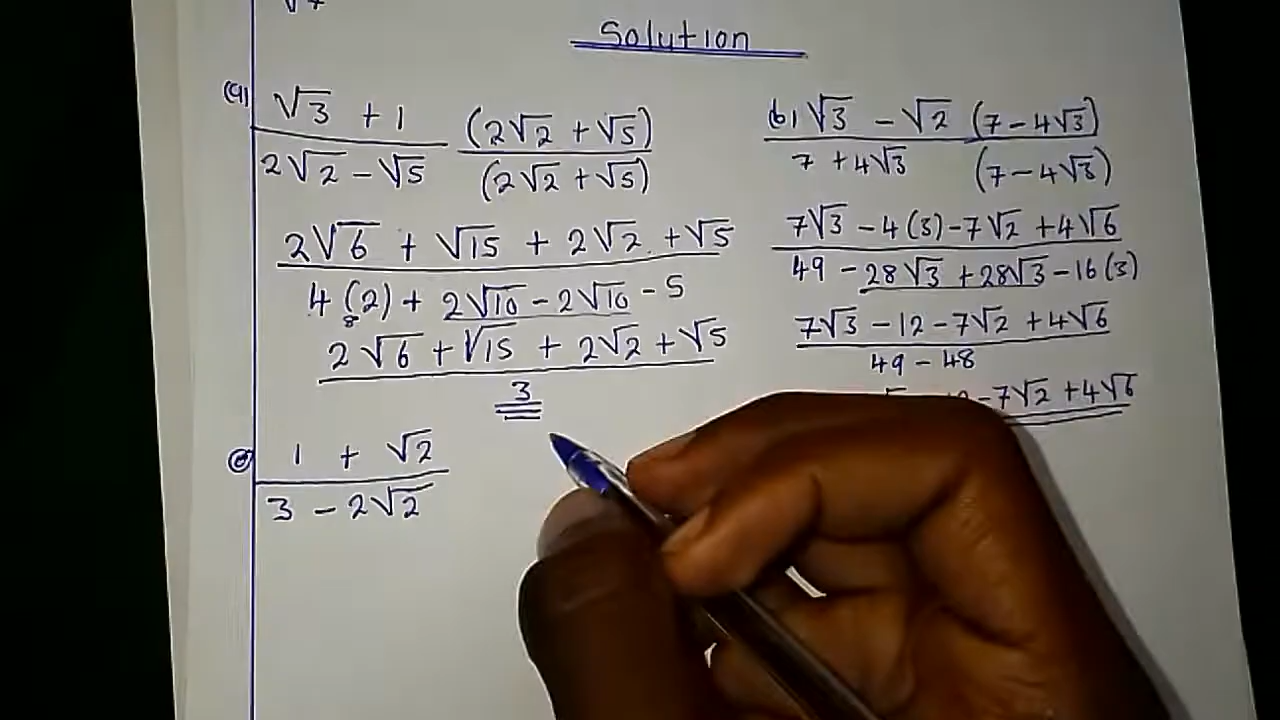 √7
Solution
(a) (√3 + 1)/(2√2 - √5) (2√2 + √5)/(2√2 + √5)
(2√6 + √15 + 2√2 + √5)/(4(2) + 2√10 - 2√10 - 5)
8
(2√6 + √15 + 2√2 + √5)/3
(b) (√3 - √2)/(7 + 4√3) (7 - 4√3)/(7 - 4√3)
(7√3 - 4(3) - 7√2 + 4√6)/(49 - 28√3 + 28√3 - 16(3))
(7√3 - 12 - 7√2 + 4√6)/(49 - 48)
- 7√2 + 4√6
(c) (1 + √2)/(3 - 2√2)